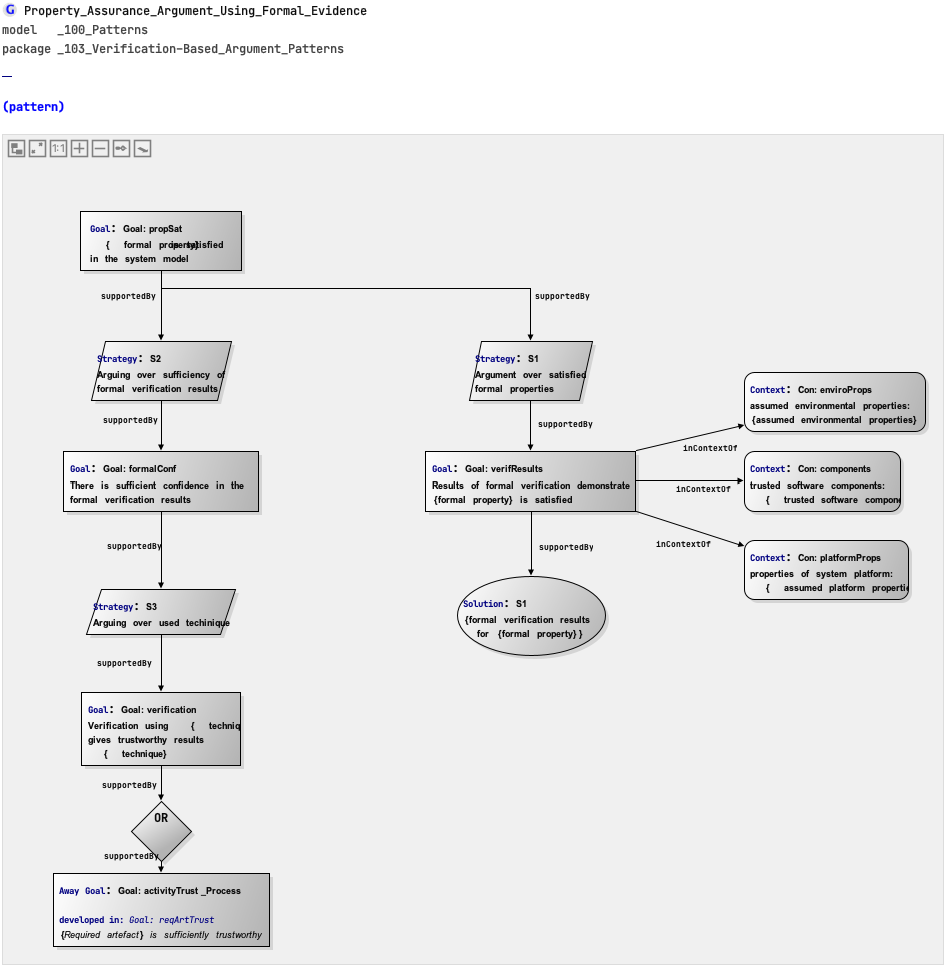 G Property_Assurance_Argument_Using_Formal_Evidence
model _100_Patterns
package _103_Verification-Based_Argument_Patterns
(pattern)
1:1
Goal: Goal: propSat
{ formal property} satisfied
in the system model
supportedBy
supportedBy
Strategy: S2
Arguing over sufficiency of
formal verification results
Strategy: S1
Argument over satisfied
formal properties
supportedBy
supportedBy
Context: Con: enviroProps
assumed environmental properties:
{assumed environmental properties}
inContextOf
Goal: Goal: formalConf
There is sufficient confidence in the
formal verification results
Goal: Goal: verifResults
Results of formal verification demonstrate
{formal property} is satisfied
inContextOf
Context: Con: components
trusted software components:
{ trusted software compon
supportedBy
supportedBy
inContextOf
Context: Con: platformProps
properties of system platform:
{ assumed platform properti
Strategy: S3
Arguing over used techinique
Solution: S1
{formal verification results
for {formal property} }
supportedBy
Goal: Goal: verification
Verification using { techniq
gives trustworthy results
{ technique}
supportedBy
OR
supportedBy
Away Goal: Goal: activityTrust _Process
developed in: Goal: reqArtTrust
{Required artefact} is sufficiently trustworthy